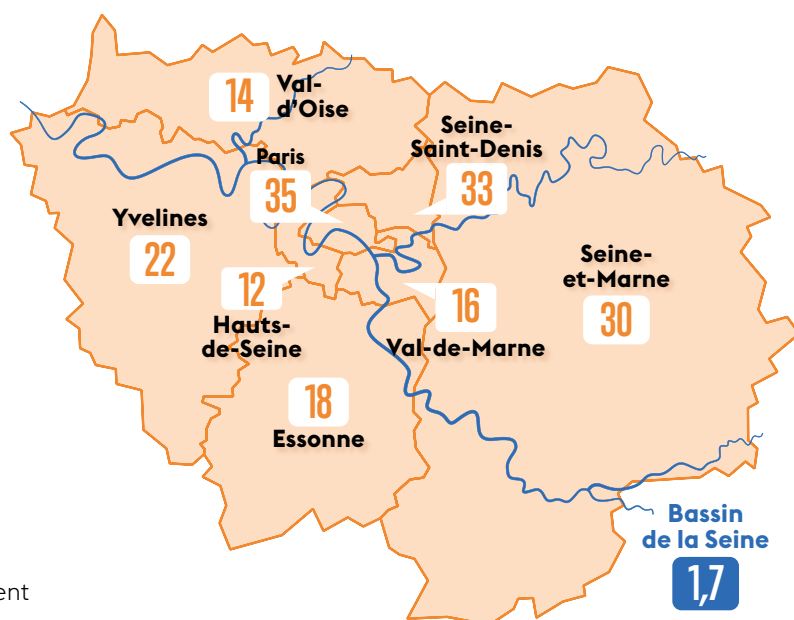 14
Val-
d’Oise
Seine-
Saint-Denis
33
Paris
35
Yvelines
22
Seine-
et-Marne
30
12
Hauts-
de-Seine
16
Val-de-Marne
18
Essonne
Bassin
de la Seine
1,7
ent